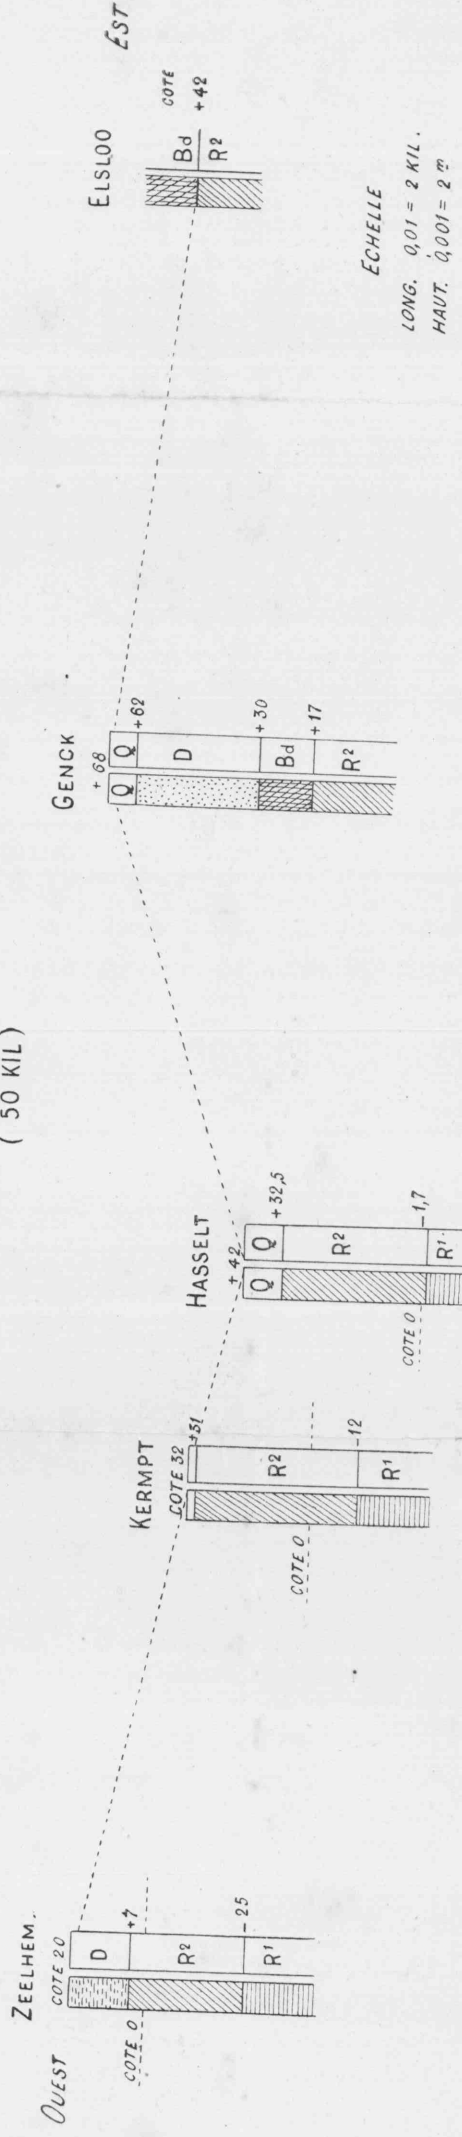 ( 50 KIL )
OUEST
EST
ZEELHEM.
COTE 20
D
+7
COTE 0
R²
- 25
R¹
KERMPT
COTE 32
+31
R²
COTE 0
-12
R¹
HASSELT
+ 42
Q Q
+ 32,5
R²
COTE 0
-1,7
R¹
GENCK
+ 68
Q Q
+62
D
+30
Bd
+17
R²
ELSLOO
COTE
Bd
+42
R²
ECHELLE
LONG. 0,01 = 2 KIL.
HAUT. 0,001 = 2 m